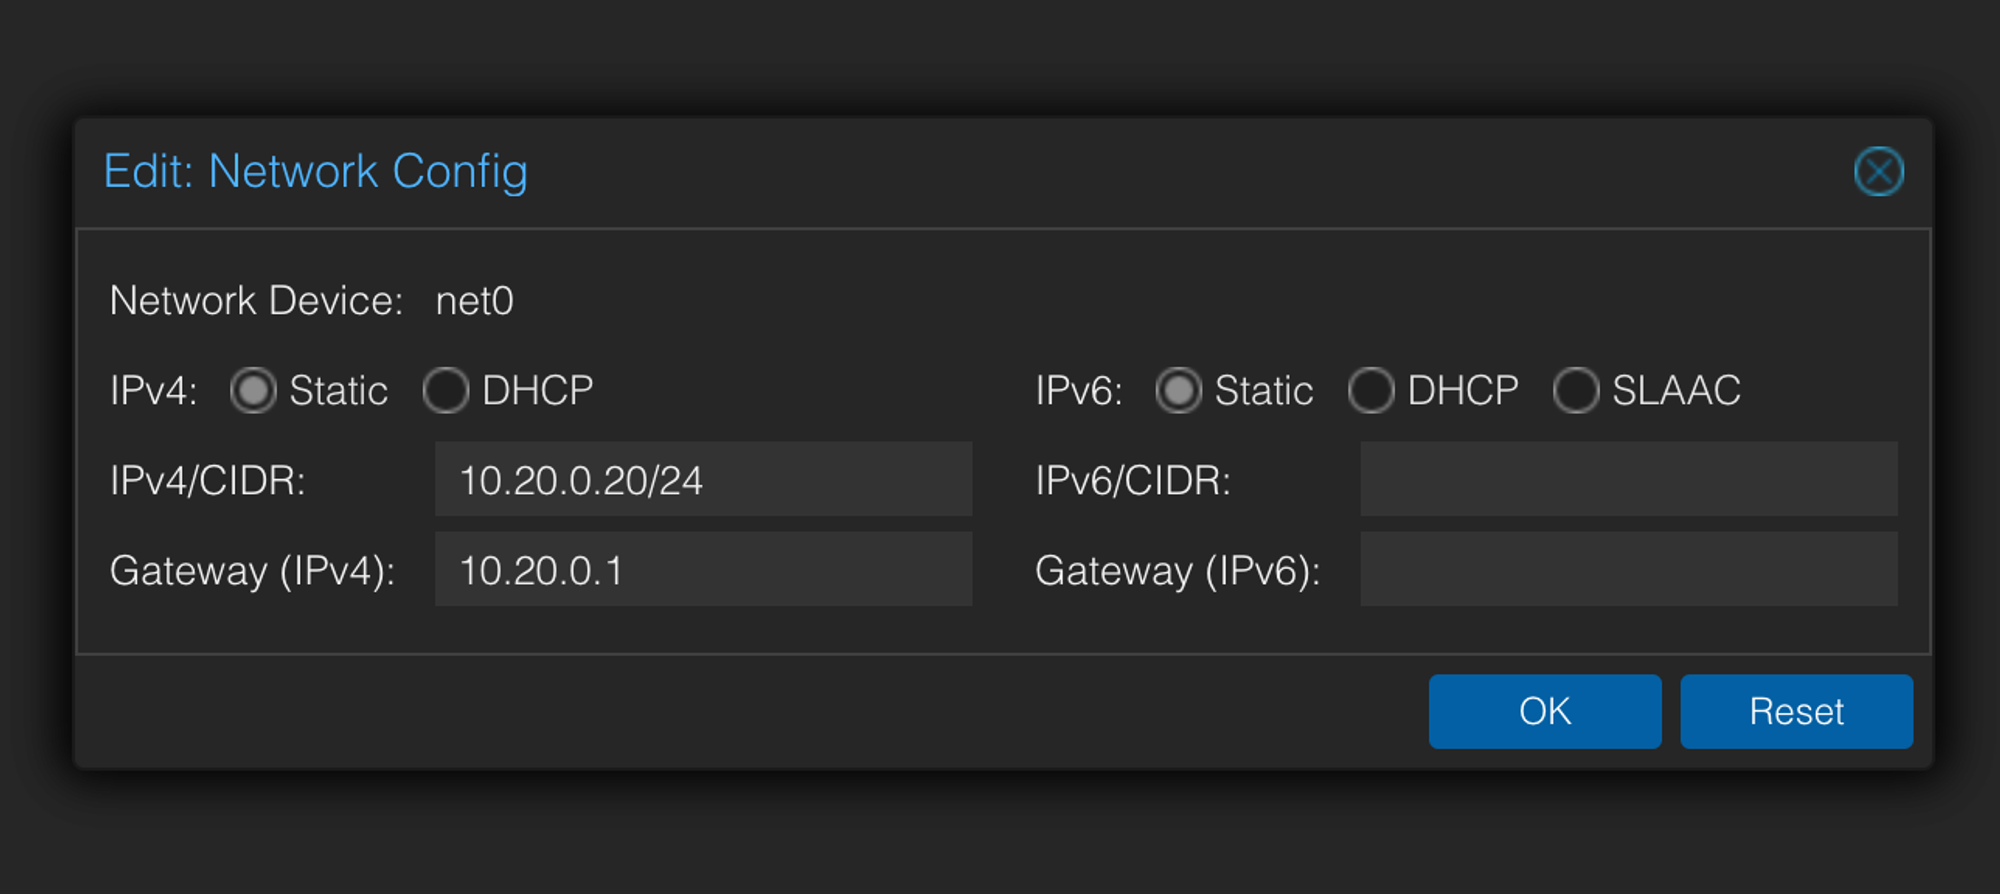 Edit: Network Config
Network Device: net0
IPv4: Static DHCP
IPv6: Static DHCP SLAAC
IPv4/CIDR: 10.20.0.20/24
IPv6/CIDR:
Gateway (IPv4): 10.20.0.1
Gateway (IPv6):
OK Reset